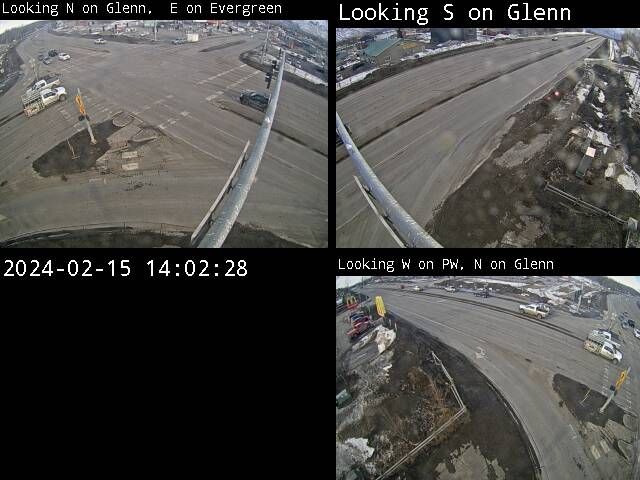 Looking N on Glenn,  E on Evergreen
Looking S on Glenn
2024-02-15 14:02:28
Looking W on PW, N on Glenn